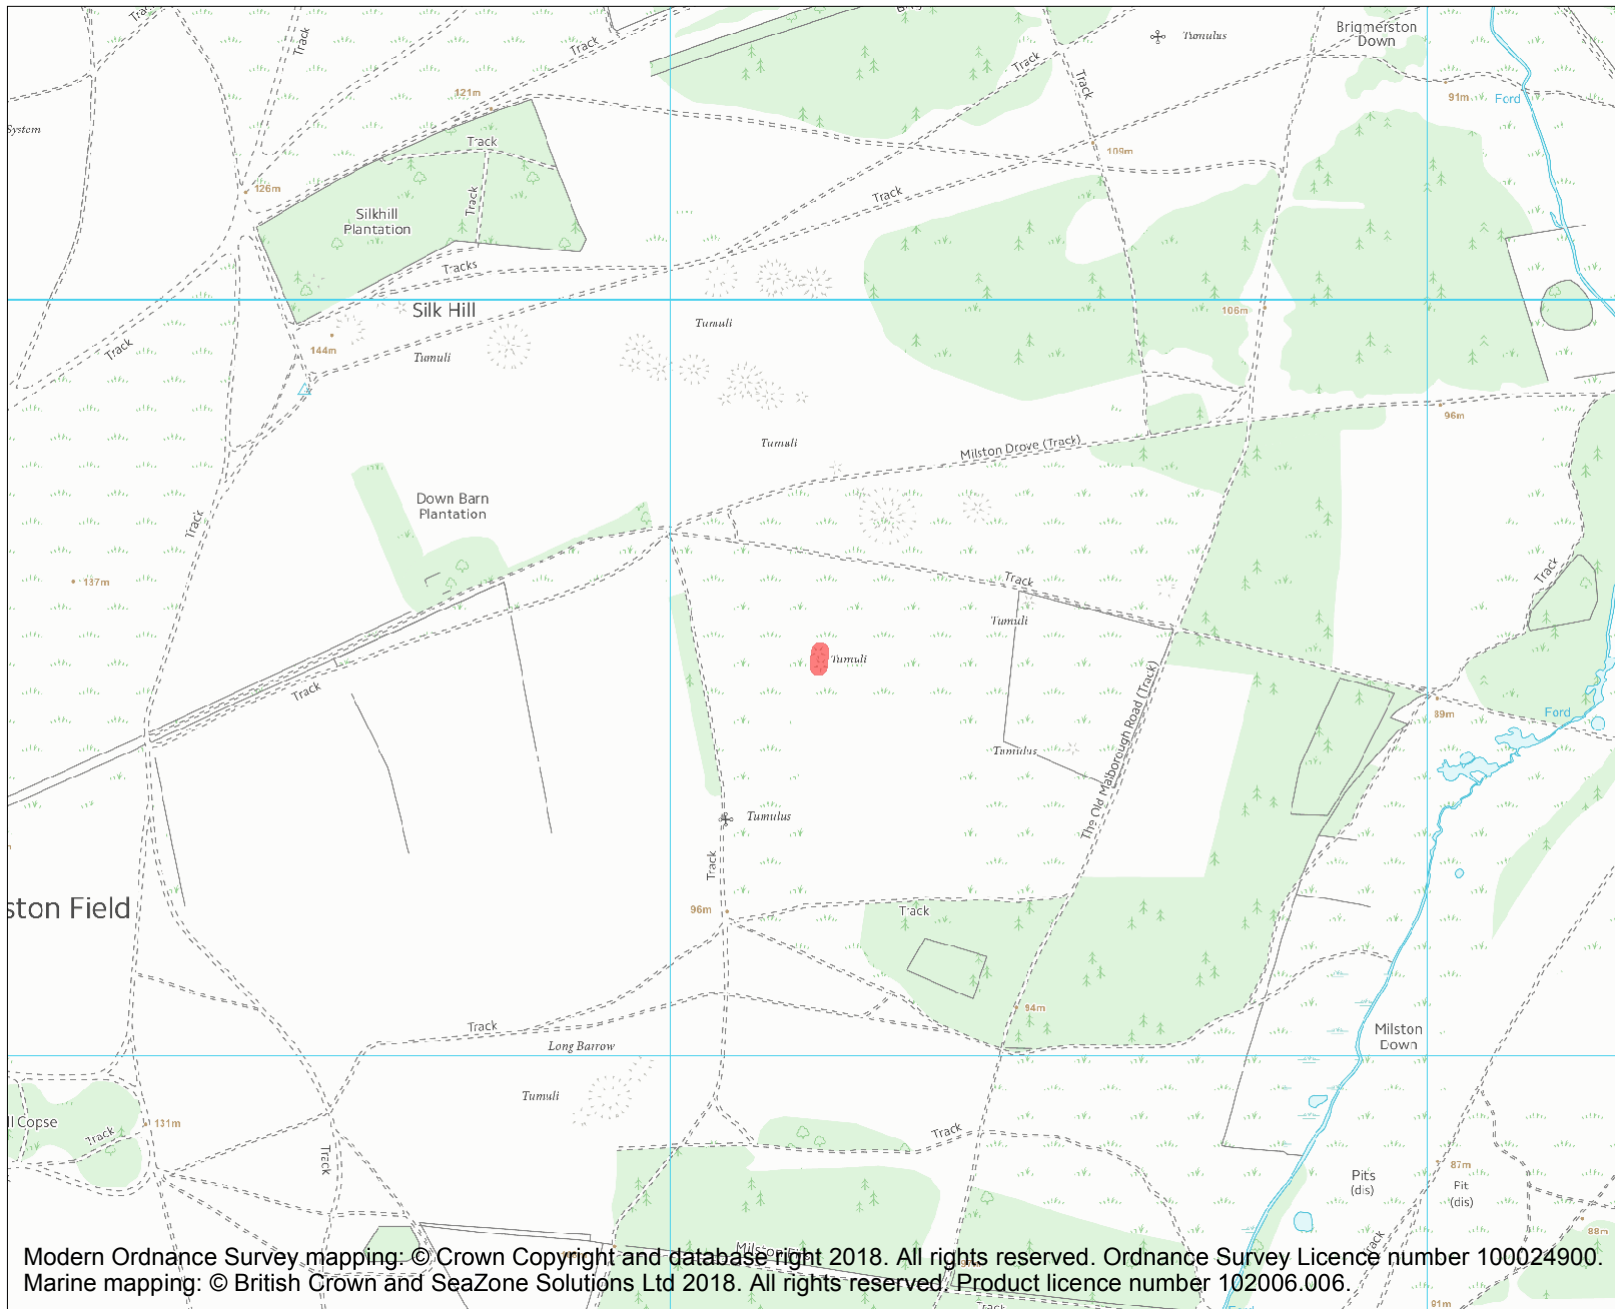 Track
Track
Track
Tumulus
Brigmerston
Down
Track
Track
121m
91m
Ford
System
Track
109m
126m
Track
Track
Silkhill
Plantation
Tracks
Silk Hill
106m
Tumuli
Track
144m
Tumuli
96m
Tumuli
Milston Drove (Track)
Down Barn
Plantation
Track
137m
Track
Track
Tumuli
Tumuli
Track
The Old Malborough Road (Track)
89m
Ford
Tumulus
Tumulus
Track
ston Field
96m
Track
94m
Track
Long Barrow
Milston
Down
Tumuli
ll Copse
Track
131m
Track
Track
Pits
(dis)
87m
Pit
(dis)
88m
Track
Modern Ordnance Survey mapping: © Crown Copyright and database right 2018. All rights reserved. Ordnance Survey Licence number 100024900.
Marine mapping: © British Crown and SeaZone Solutions Ltd 2018. All rights reserved. Product licence number 102006.006.
91m